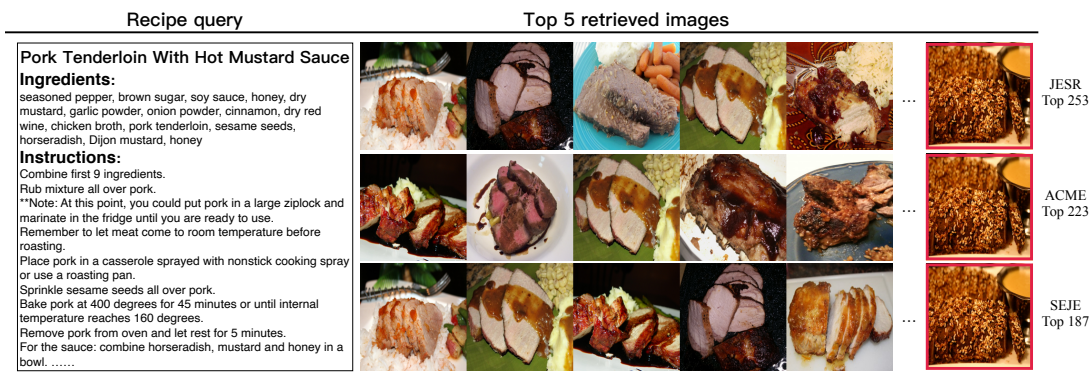 Recipe query
Top 5 retrieved images
Pork Tenderloin With Hot Mustard Sauce
Ingredients:
seasoned pepper, brown sugar, soy sauce, honey, dry
mustard, garlic powder, onion powder, cinnamon, dry red
wine, chicken broth, pork tenderloin, sesame seeds,
horseradish, Dijon mustard, honey
Instructions:
Combine first 9 ingredients.
Rub mixture all over pork.
**Note: At this point, you could put pork in a large ziplock and
marinate in the fridge until you are ready to use.
Remember to let meat come to room temperature before
roasting.
Place pork in a casserole sprayed with nonstick cooking spray
or use a roasting pan.
Sprinkle sesame seeds all over pork.
Bake pork at 400 degrees for 45 minutes or until internal
temperature reaches 160 degrees.
Remove pork from oven and let rest for 5 minutes.
For the sauce: combine horseradish, mustard and honey in a
bowl. ......
...
JESR
Top 253
...
ACME
Top 223
...
SEJE
Top 187